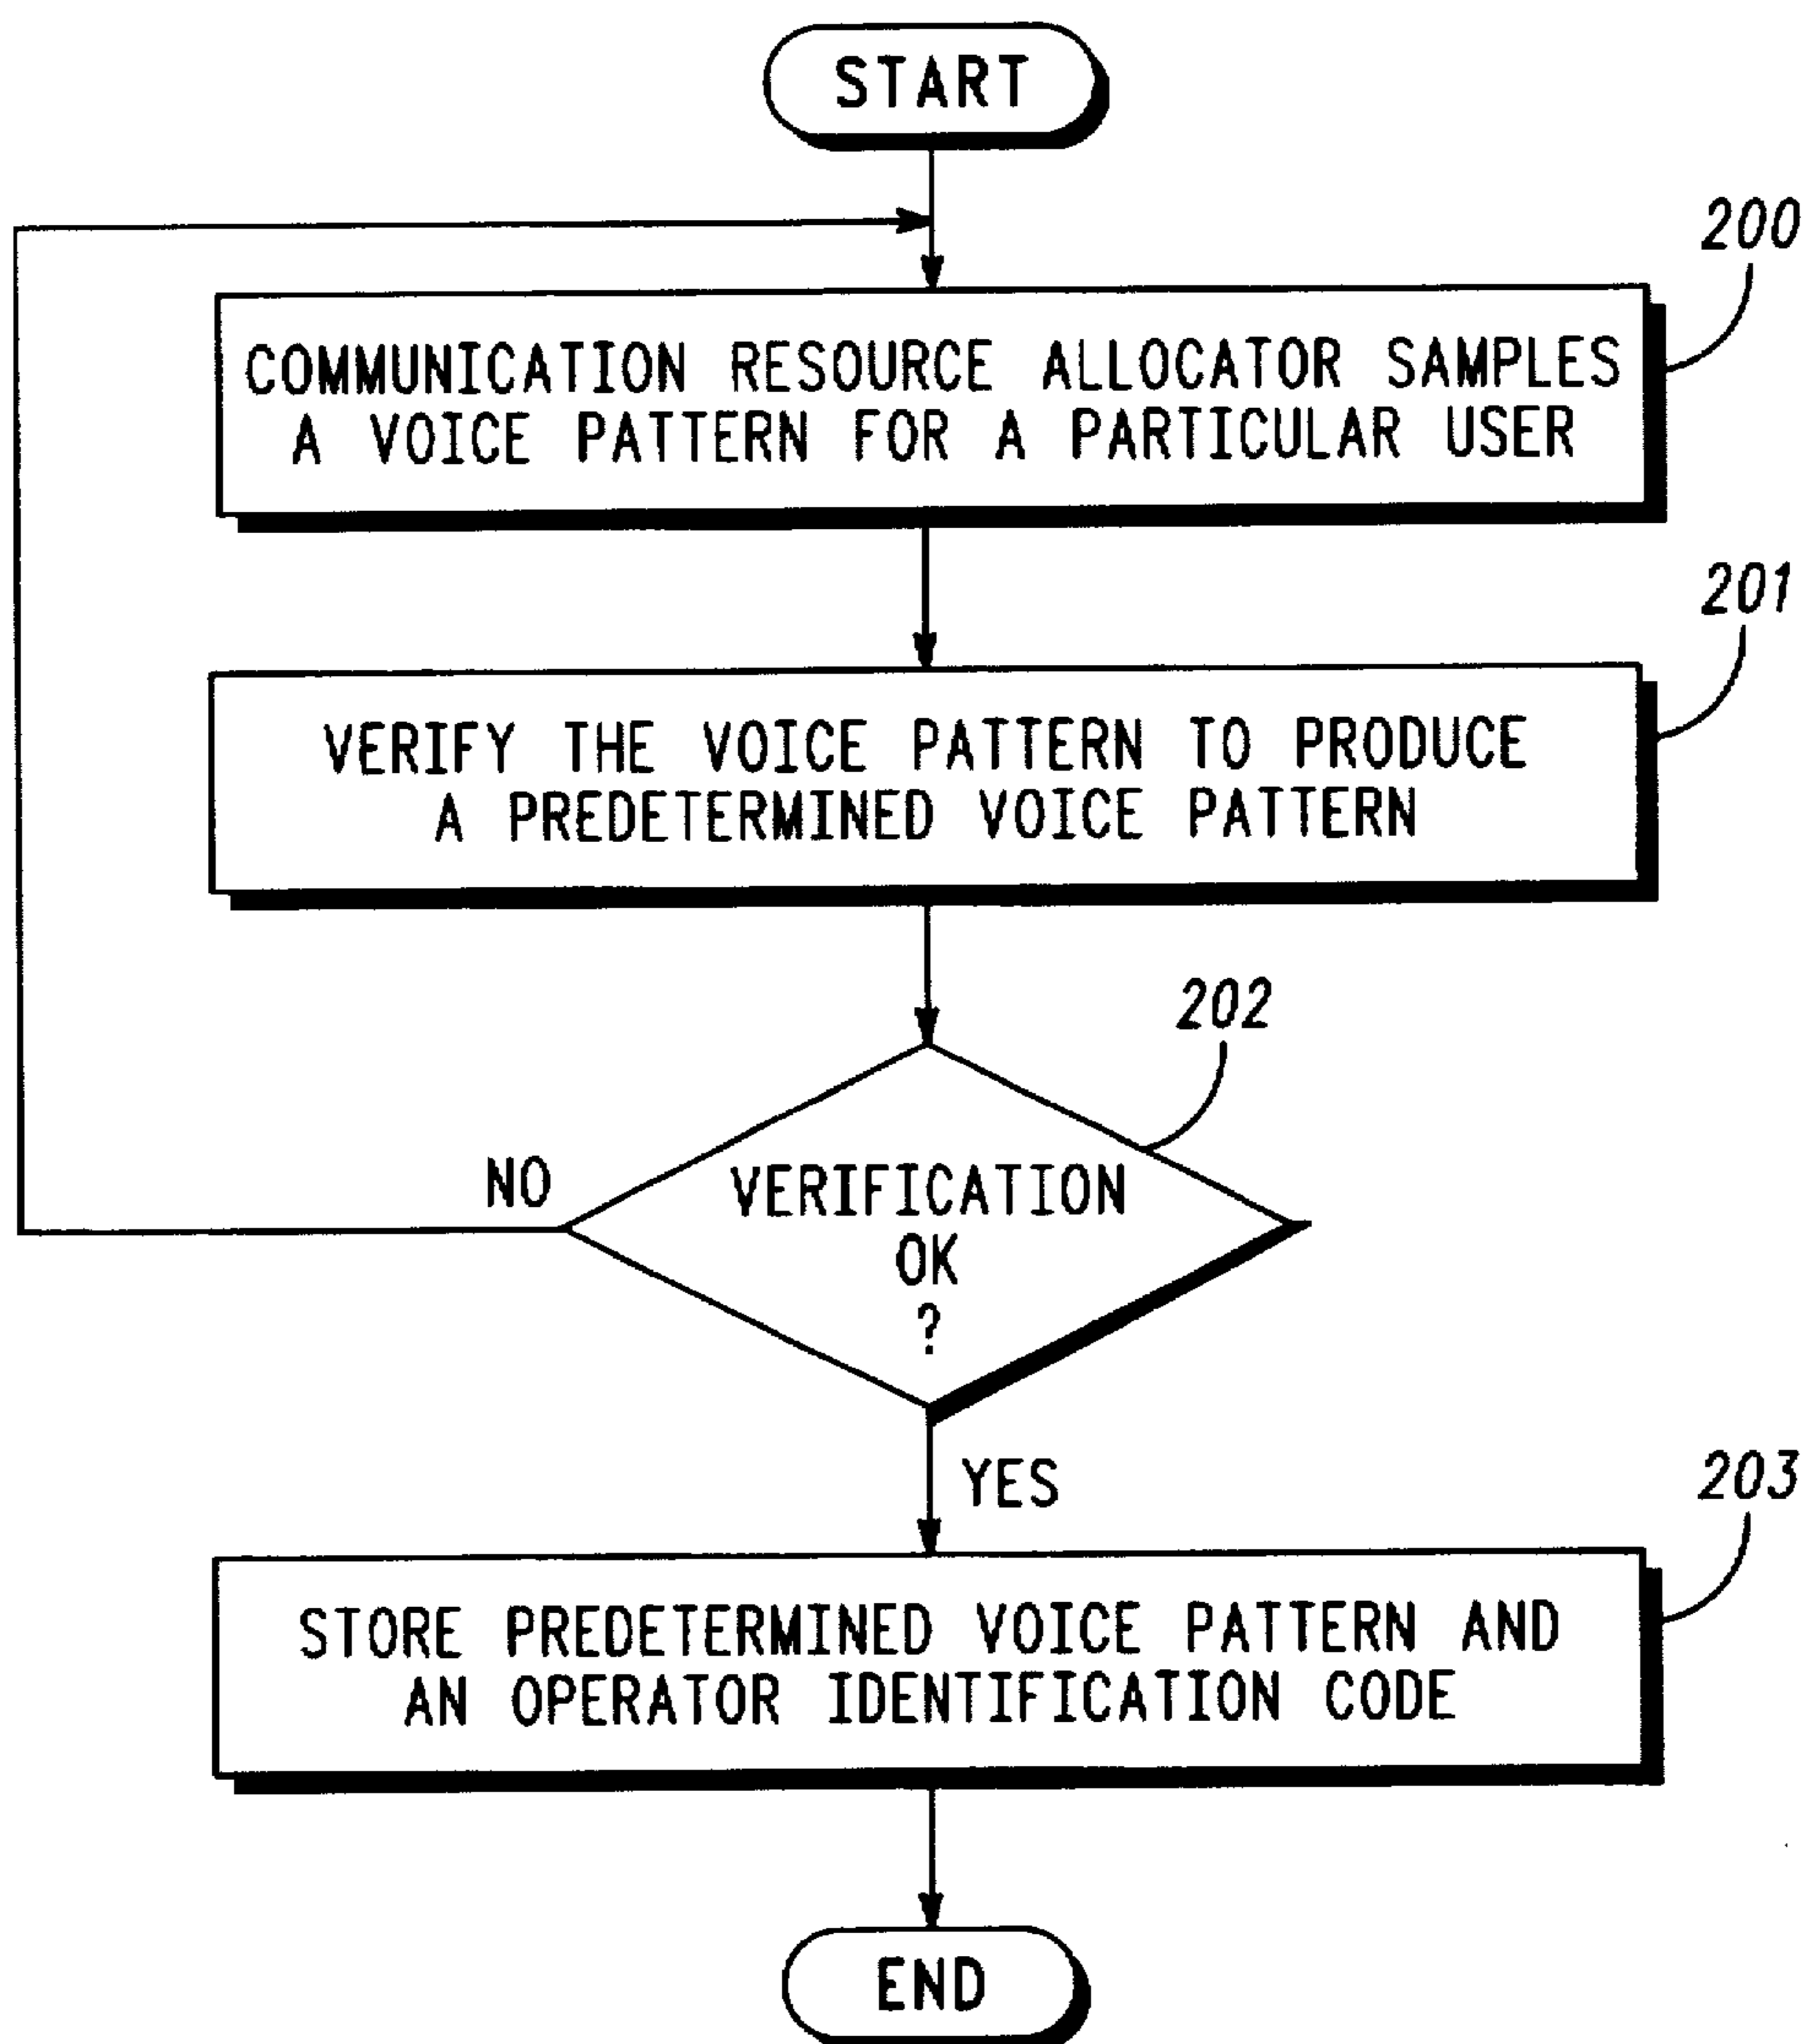 START
200
COMMUNICATION RESOURCE ALLOCATOR SAMPLES
A VOICE PATTERN FOR A PARTICULAR USER
201
VERIFY THE VOICE PATTERN TO PRODUCE
A PREDETERMINED VOICE PATTERN
202
NO
VERIFICATION
OK
?
YES
203
STORE PREDETERMINED VOICE PATTERN AND
AN OPERATOR IDENTIFICATION CODE
END